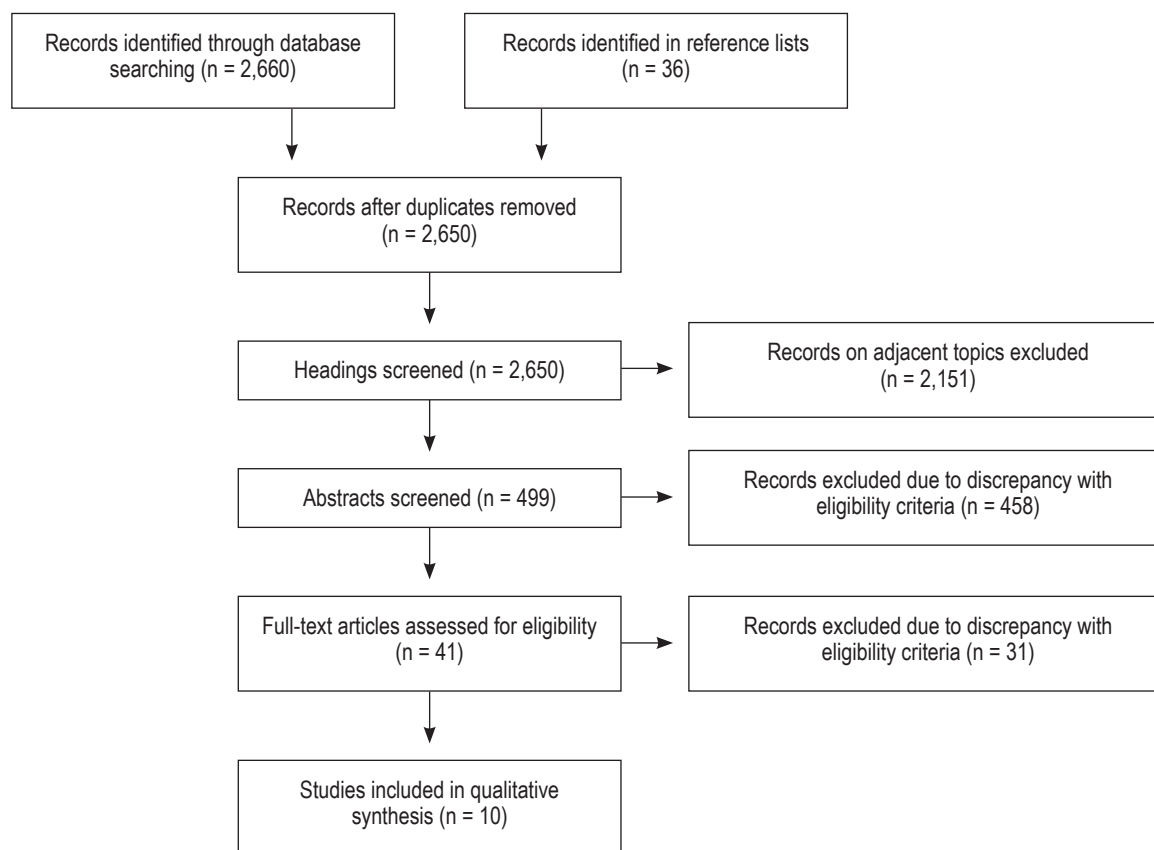 Records identified through database
searching (n = 2,660)
Records identified in reference lists
(n = 36)
Records after duplicates removed
(n = 2,650)
Headings screened (n = 2,650)
Records on adjacent topics excluded
(n = 2,151)
Abstracts screened (n = 499)
Records excluded due to discrepancy with
eligibility criteria (n = 458)
Full-text articles assessed for eligibility
(n = 41)
Records excluded due to discrepancy with
eligibility criteria (n = 31)
Studies included in qualitative
synthesis (n = 10)